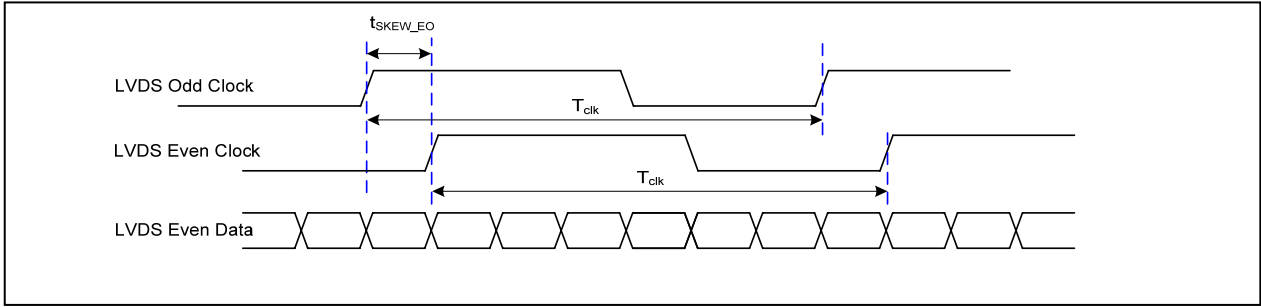 tSKEW_EO
LVDS Odd Clock
Tclk
LVDS Even Clock
Tclk
LVDS Even Data